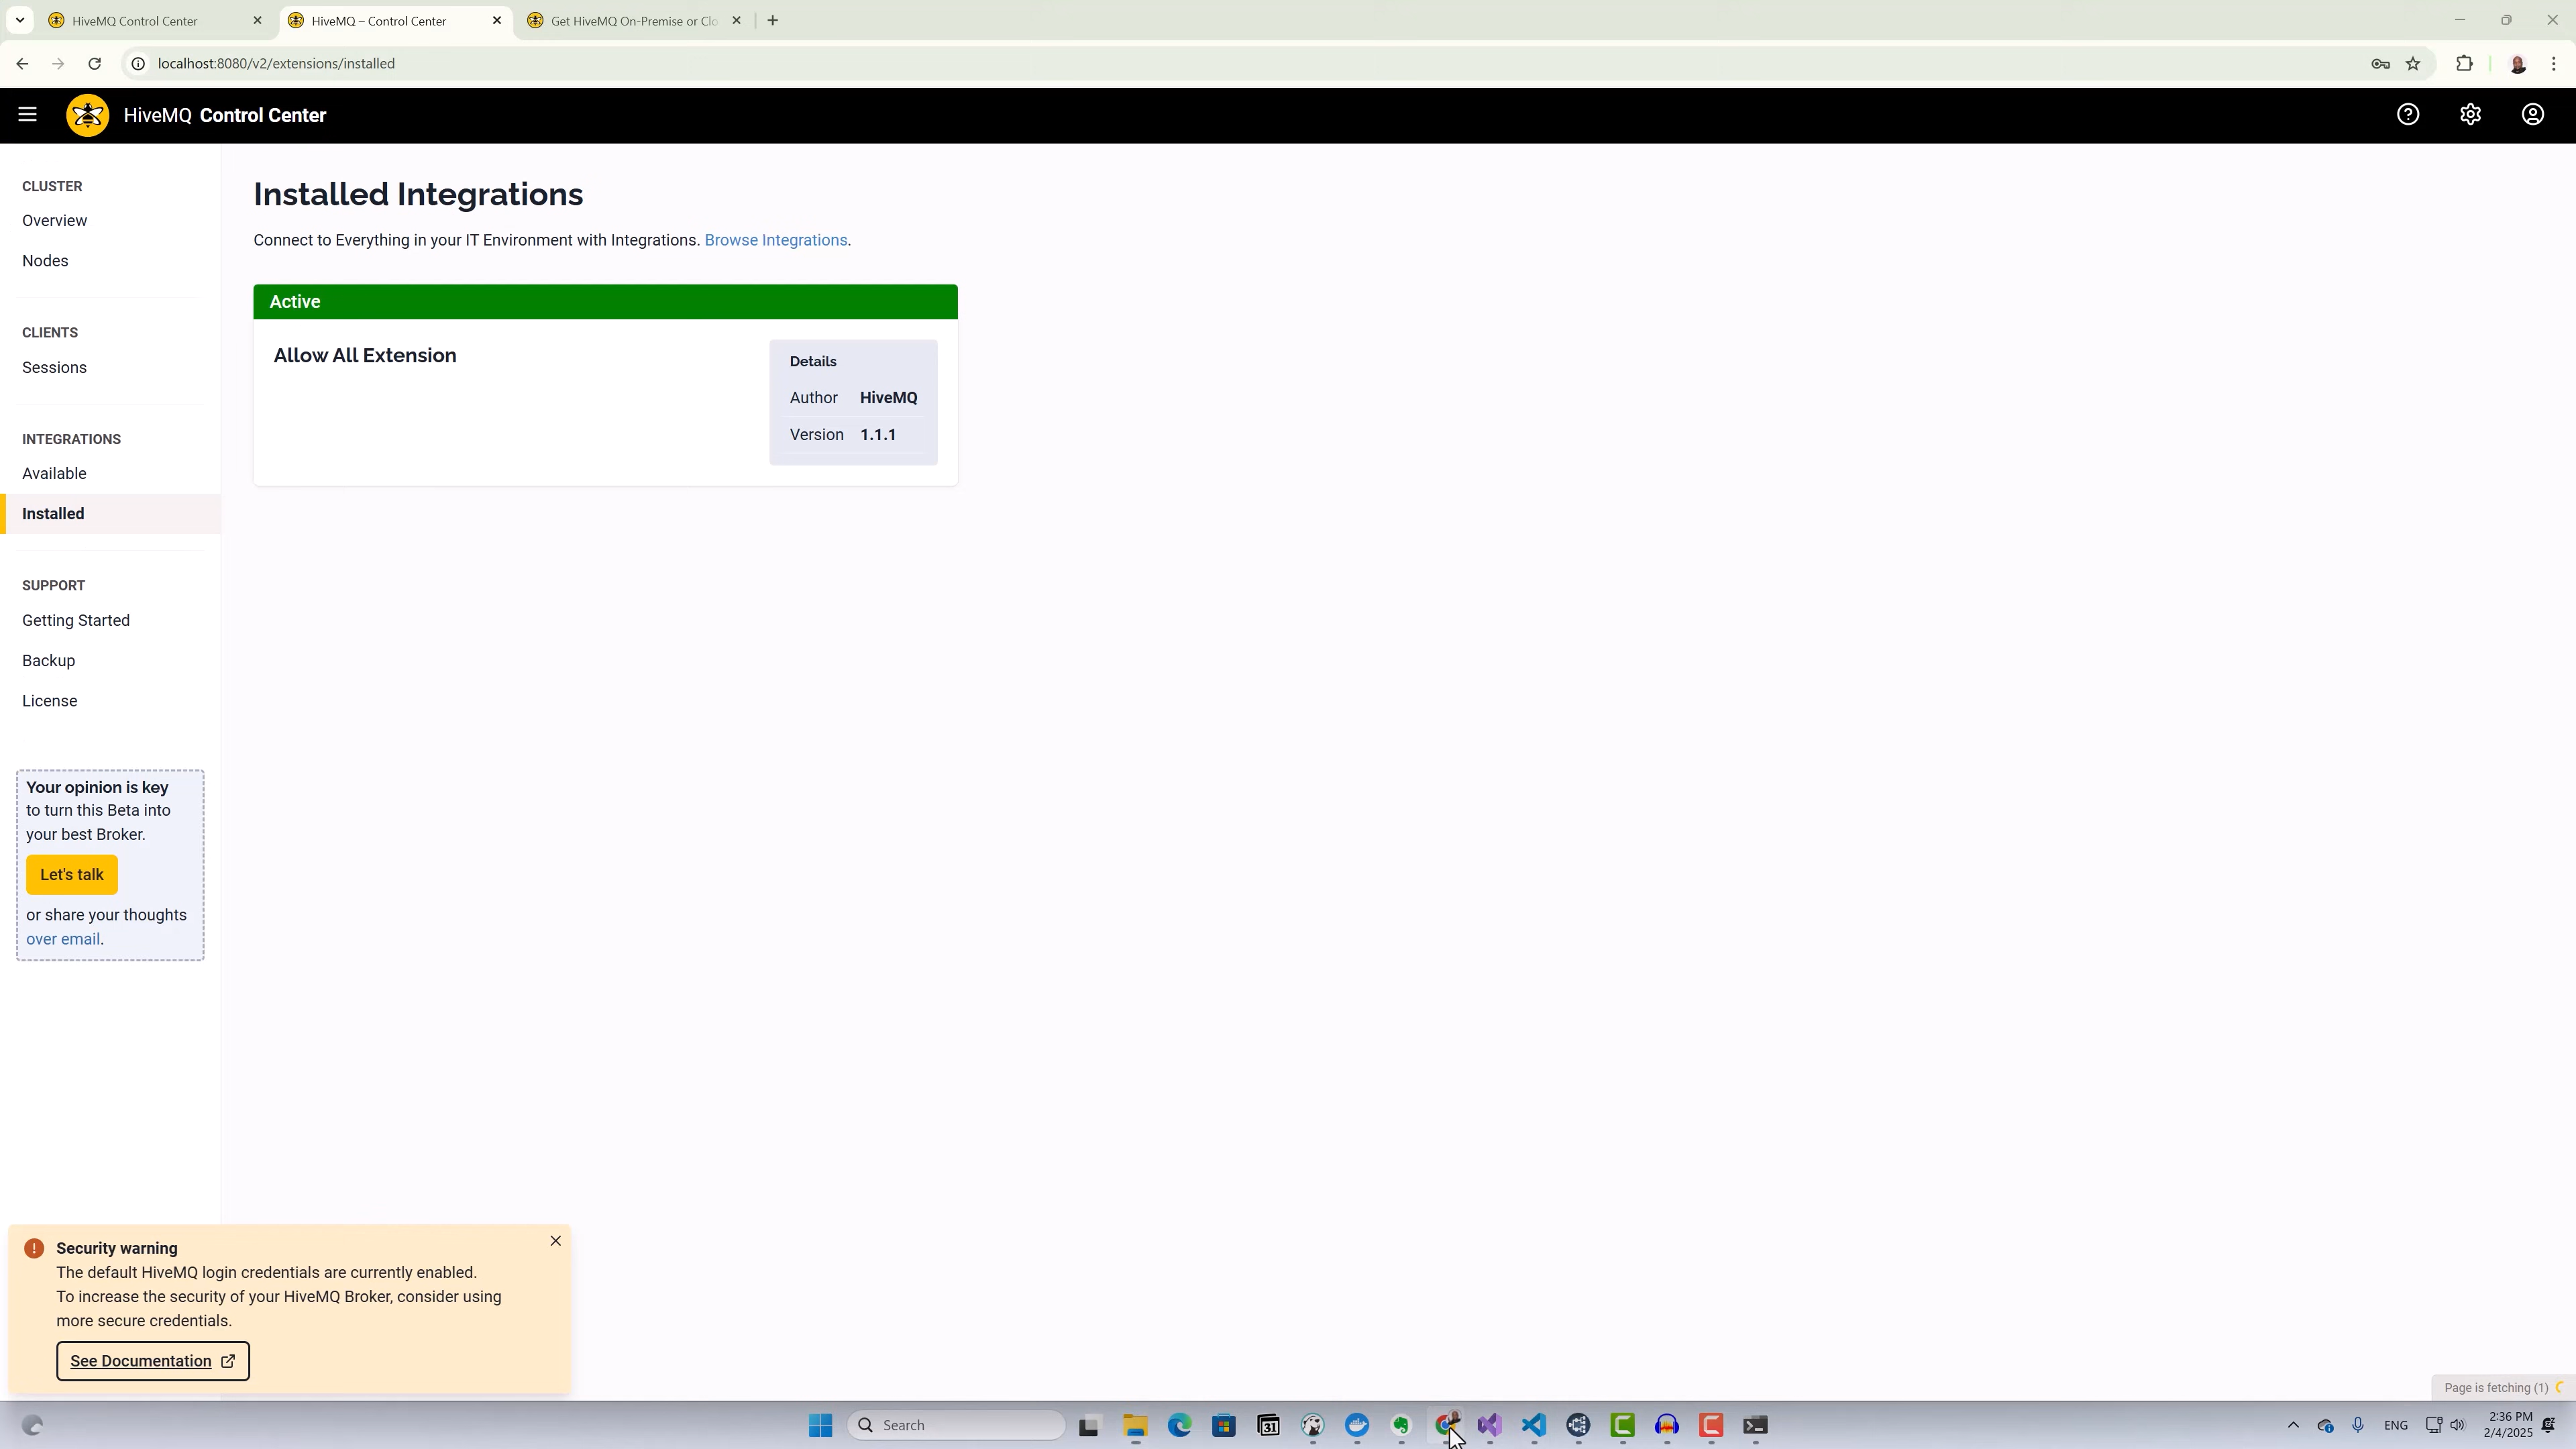 HiveMQ Control Center
HiveMQ – Control Center
Get HiveMQ On-Premise or Clo
localhost:8080/v2/extensions/installed
HiveMQ Control Center
CLUSTER
Overview
Nodes
CLIENTS
Sessions
INTEGRATIONS
Available
Installed
SUPPORT
Getting Started
Backup
License
Your opinion is key
to turn this Beta into
your best Broker.
Let's talk
or share your thoughts
over email.
Installed Integrations
Connect to Everything in your IT Environment with Integrations. Browse Integrations.
Active
Allow All Extension
Details
Author HiveMQ
Version 1.1.1
Security warning
The default HiveMQ login credentials are currently enabled.
To increase the security of your HiveMQ Broker, consider using
more secure credentials.
See Documentation
Page is fetching (1)
Search
31
ENG
2:36 PM
2/4/2025